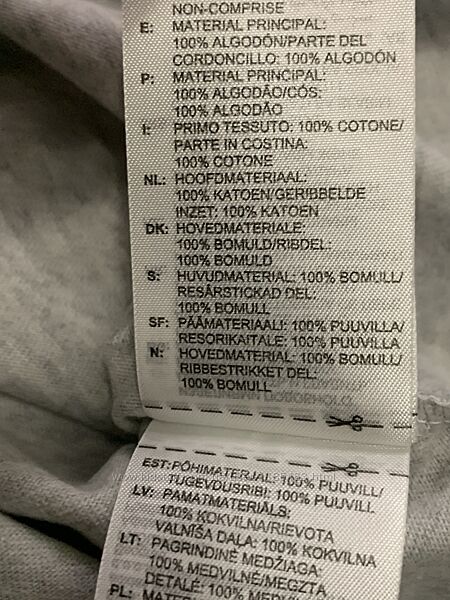 NON-COMPRISE
E: MATERIAL PRINCIPAL:
100% ALGODÓN/PARTE DEL
CORDONCILLO: 100% ALGODÓN
P: MATERIAL PRINCIPAL:
100% ALGODÃO/CÓS:
100% ALGODÃO
I: PRIMO TESSUTO: 100% COTONE/
PARTE IN COSTINA:
100% COTONE
NL: HOOFDMATERIAAL:
100% KATOEN/GERIBBELDE
INZET: 100% KATOEN
DK: HOVEDMATERIALE:
100% BOMULD/RIBDEL:
100% BOMULD
S: HUVUDMATERIAL: 100% BOMULL/
RESÅRSTICKAD DEL:
100% BOMULL
SF: PÄÄMATERIAALI: 100% PUUVILLA/
RESORIKAITALE: 100% PUUVILLA
N: HOVEDMATERIAL: 100% BOMULL/
RIBBESTRIKKET DEL:
100% BOMULL
EST: PÕHIMATERJAL: 100% PUUVILL/
TUGEVDUSRIBI: 100% PUUVILL
LV: PAMATMATERIĀLS:
100% KOKVILNA/RIEVOTA
VALNĪŠA DAĻA: 100% KOKVILNA
LT: PAGRINDINĖ MEDŽIAGA:
100% MEDVILNĖ/MEGZTA
DETALĖ: 100% MEDVILNĖ
PL: